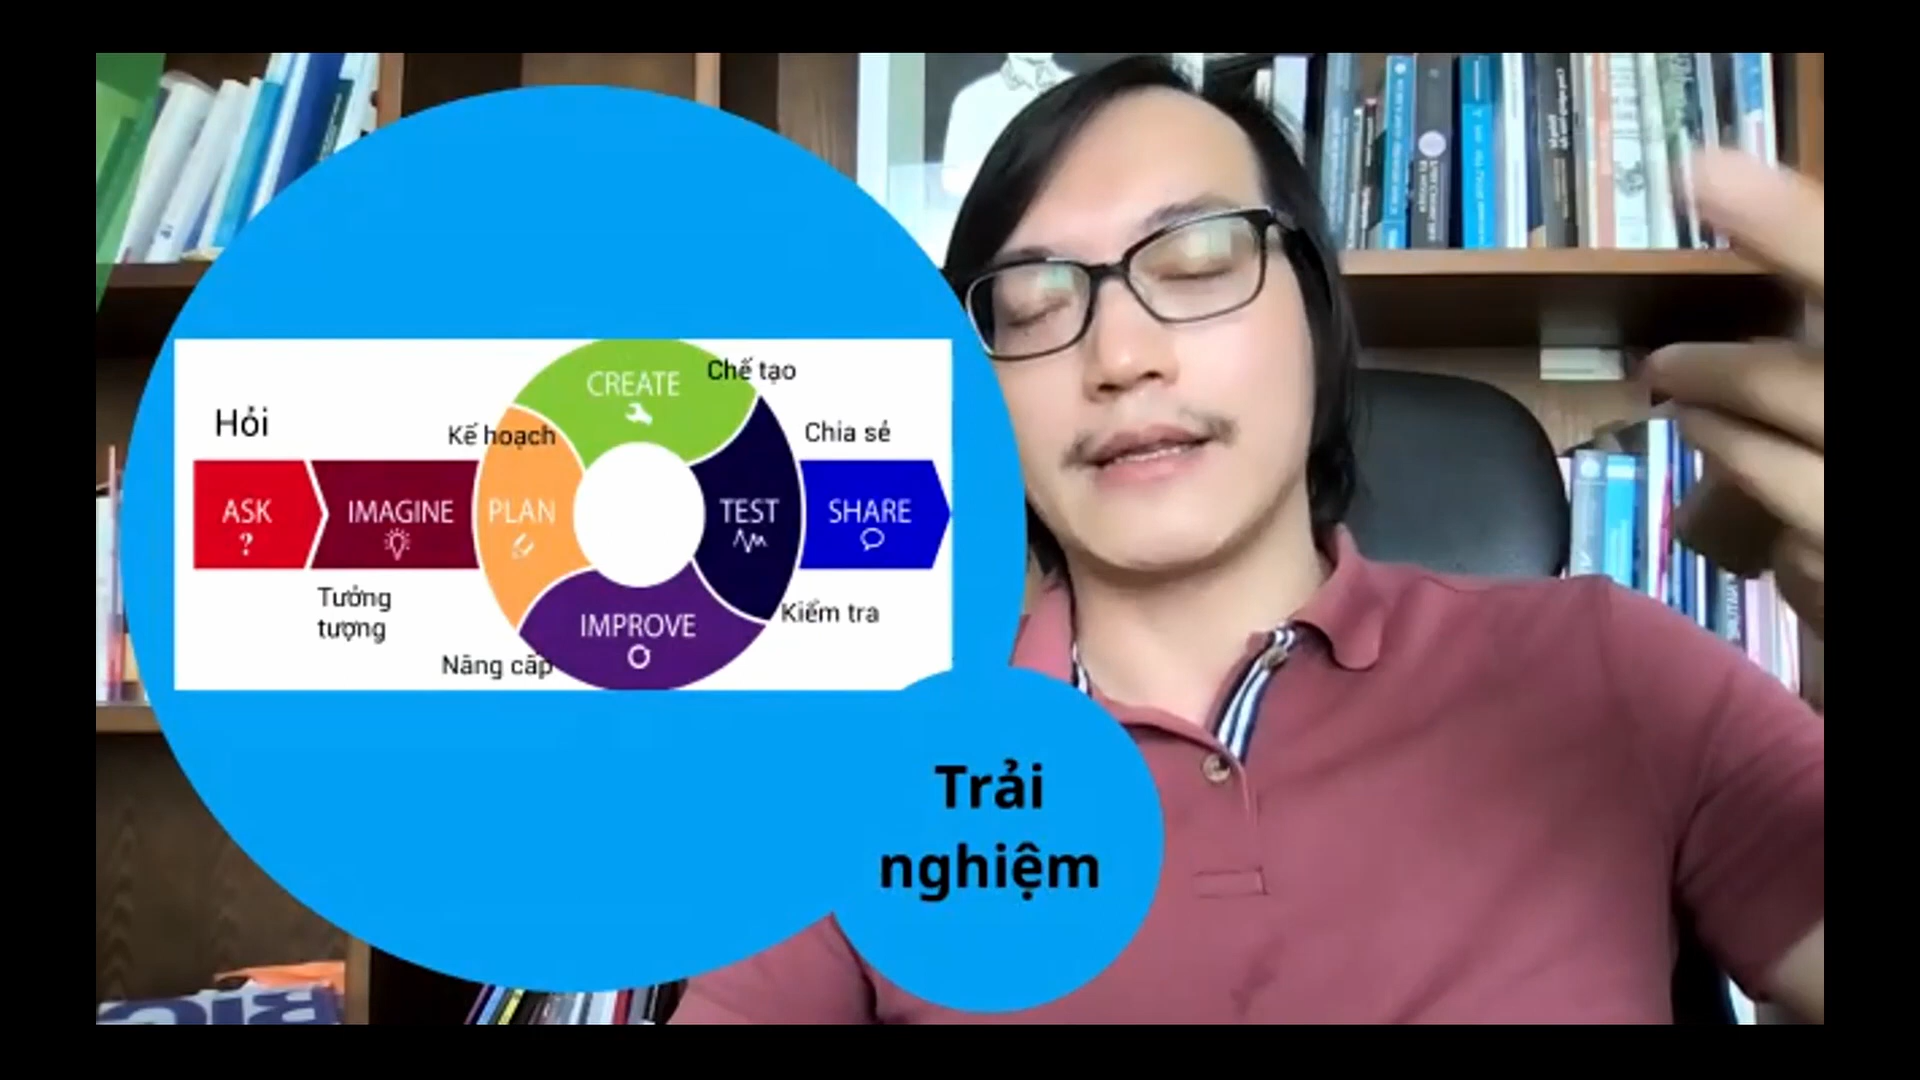 Hỏi
ASK
?
IMAGINE
Tưởng
tượng
Kế hoạch
PLAN
CREATE
Chế tạo
TEST
Kiểm tra
IMPROVE
Nâng cấp
Chia sẻ
SHARE
Trải
nghiệm